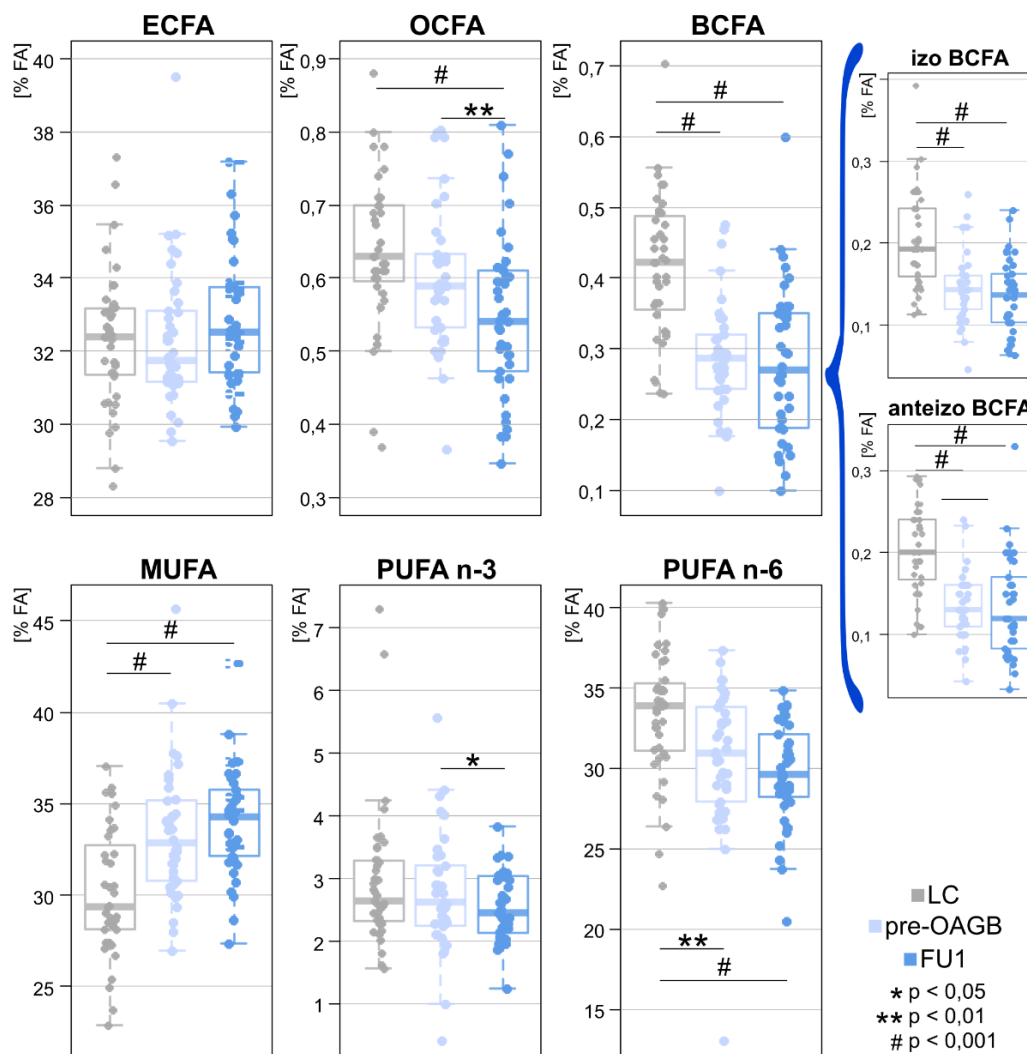 ECFA
[% FA]
40
38
36
34
32
30
28
OCFA
[% FA]
0,9
0,8
0,7
0,6
0,5
0,4
0,3
#
**
BCFA
[% FA]
0,7
0,6
0,5
0,4
0,3
0,2
0,1
#
#
izo BCFA
[% FA]
0,3
0,2
0,1
#
#
anteizo BCFA
[% FA]
0,3
0,2
0,1
#
#
MUFA
[% FA]
45
40
35
30
25
#
#
PUFA n-3
[% FA]
7
6
5
4
3
2
1
*
PUFA n-6
[% FA]
40
35
30
25
20
15
**
#
LC
pre-OAGB
FU1
* p < 0,05
** p < 0,01
# p < 0,001